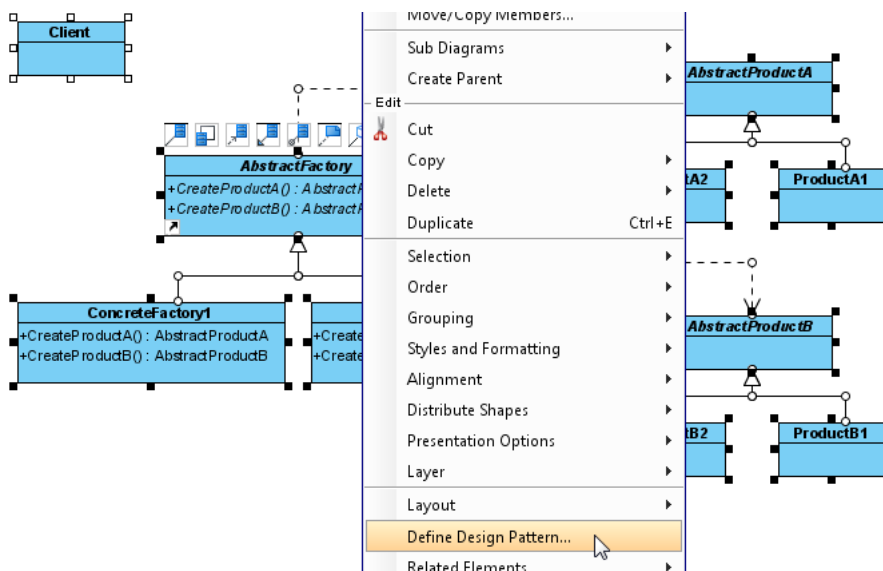 Client
AbstractFactory
+CreateProductA() : AbstractP
+CreateProductB() : AbstractP
ConcreteFactory1
+CreateProductA() : AbstractProductA
+CreateProductB() : AbstractProductB
+Create
+Create
Move/Copy Members...
Sub Diagrams
Create Parent
Edit
Cut
Copy
Delete
Duplicate Ctrl+E
Selection
Order
Grouping
Styles and Formatting
Alignment
Distribute Shapes
Presentation Options
Layer
Layout
Define Design Pattern...
Related Elements
AbstractProductA
tA2
ProductA1
AbstractProductB
tB2
ProductB1